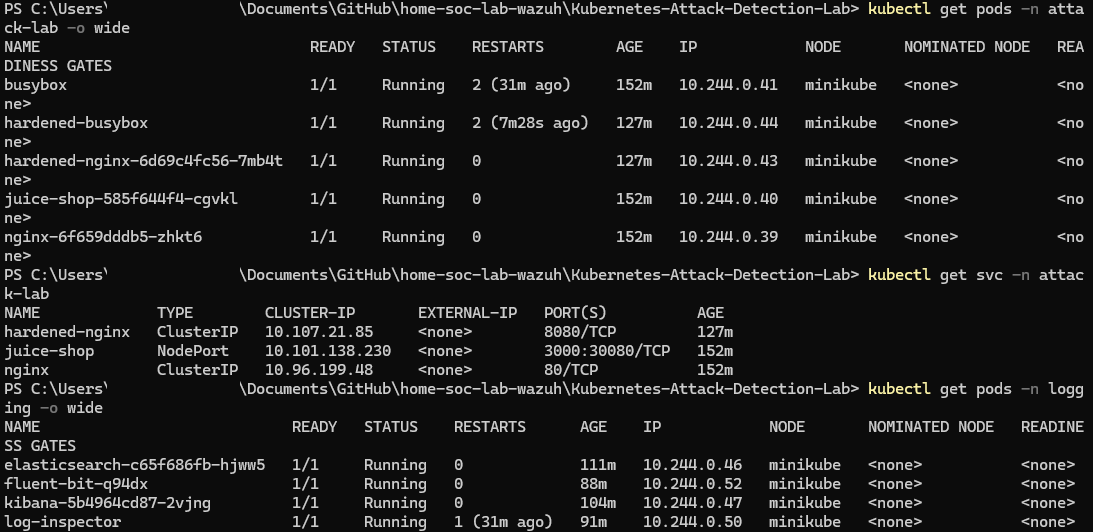 PS C:\Users\ \Documents\GitHub\home-soc-lab-wazuh\Kubernetes-Attack-Detection-Lab> kubectl get pods -n atta
ck-lab -o wide
NAME READY STATUS RESTARTS AGE IP NODE NOMINATED NODE REA
DINESS GATES
busybox 1/1 Running 2 (31m ago) 152m 10.244.0.41 minikube <none> <no
ne>
hardened-busybox 1/1 Running 2 (7m28s ago) 127m 10.244.0.44 minikube <none> <no
ne>
hardened-nginx-6d69c4fc56-7mb4t 1/1 Running 0 127m 10.244.0.43 minikube <none> <no
ne>
juice-shop-585f644f4-cgvkl 1/1 Running 0 152m 10.244.0.40 minikube <none> <no
ne>
nginx-6f659dddb5-zhkt6 1/1 Running 0 152m 10.244.0.39 minikube <none> <no
ne>
PS C:\Users\ \Documents\GitHub\home-soc-lab-wazuh\Kubernetes-Attack-Detection-Lab> kubectl get svc -n attac
k-lab
NAME TYPE CLUSTER-IP EXTERNAL-IP PORT(S) AGE
hardened-nginx ClusterIP 10.107.21.85 <none> 8080/TCP 127m
juice-shop NodePort 10.101.138.230 <none> 3000:30080/TCP 152m
nginx ClusterIP 10.96.199.48 <none> 80/TCP 152m
PS C:\Users\ \Documents\GitHub\home-soc-lab-wazuh\Kubernetes-Attack-Detection-Lab> kubectl get pods -n logg
ing -o wide
NAME READY STATUS RESTARTS AGE IP NODE NOMINATED NODE READINE
SS GATES
elasticsearch-c65f686fb-hjww5 1/1 Running 0 111m 10.244.0.46 minikube <none> <none>
fluent-bit-q94dx 1/1 Running 0 88m 10.244.0.52 minikube <none> <none>
kibana-5b4964cd87-2vjng 1/1 Running 0 104m 10.244.0.47 minikube <none> <none>
log-inspector 1/1 Running 1 (31m ago) 91m 10.244.0.50 minikube <none> <none>